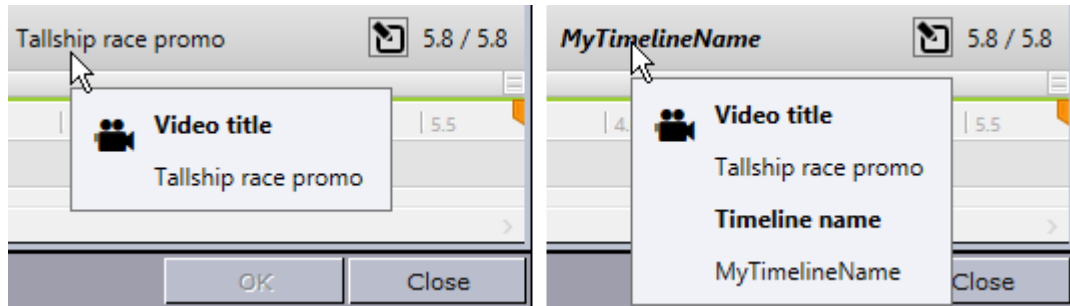 Tallship race promo
5.8 / 5.8
Video title
5.5
Tallship race promo
OK
Close
MyTimelineName
5.8 / 5.8
4.
Video title
5.5
Tallship race promo
Timeline name
MyTimelineName
Close